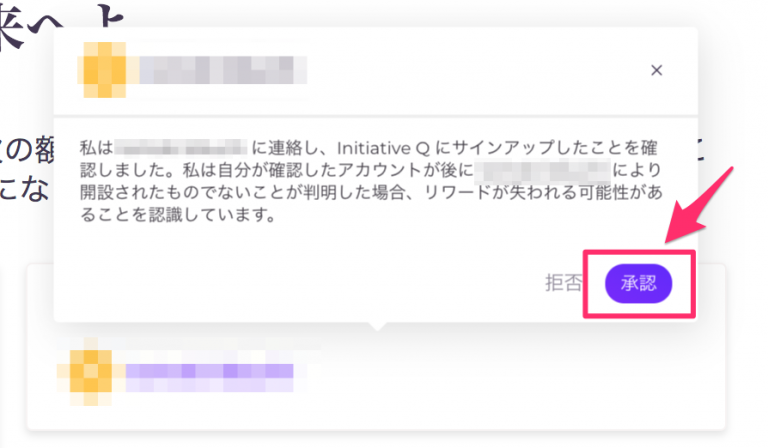 来へ
×
の額
私は に連絡し、Initiative Q にサインアップしたことを確
認しました。私は自分が確認したアカウントが後に により
開設されたものでないことが判明した場合、リワードが失われる可能性があ
ることを認識しています。
にな
拒否
承認